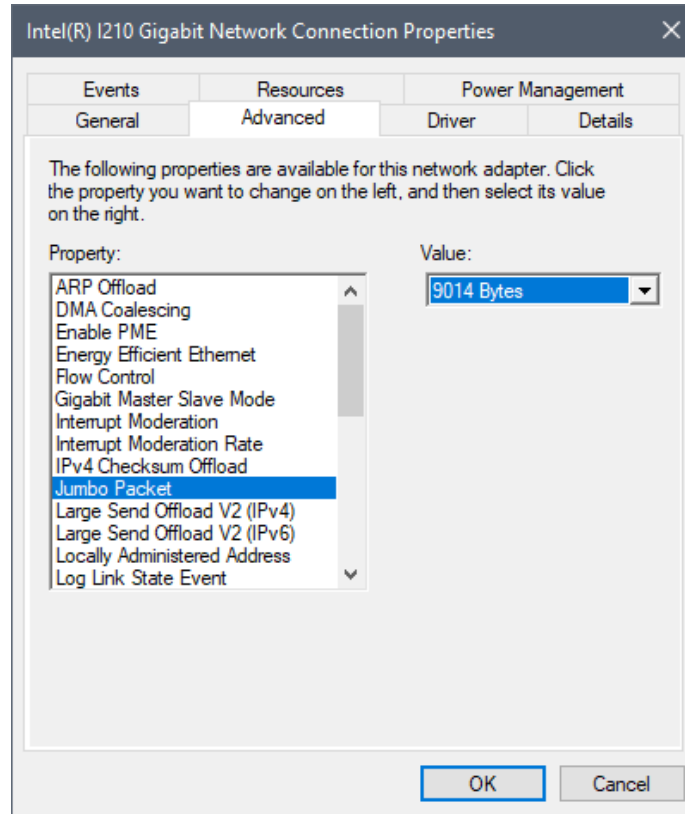 Intel(R) I210 Gigabit Network Connection Properties
Events
Resources
Power Management
General
Advanced
Driver
Details
The following properties are available for this network adapter. Click
the property you want to change on the left, and then select its value
on the right.
Property:
Value:
ARP Offload
DMA Coalescing
Enable PME
Energy Efficient Ethernet
Flow Control
Gigabit Master Slave Mode
Interrupt Moderation
Interrupt Moderation Rate
IPv4 Checksum Offload
Jumbo Packet
Large Send Offload V2 (IPv4)
Large Send Offload V2 (IPv6)
Locally Administered Address
Log Link State Event
9014 Bytes
OK
Cancel